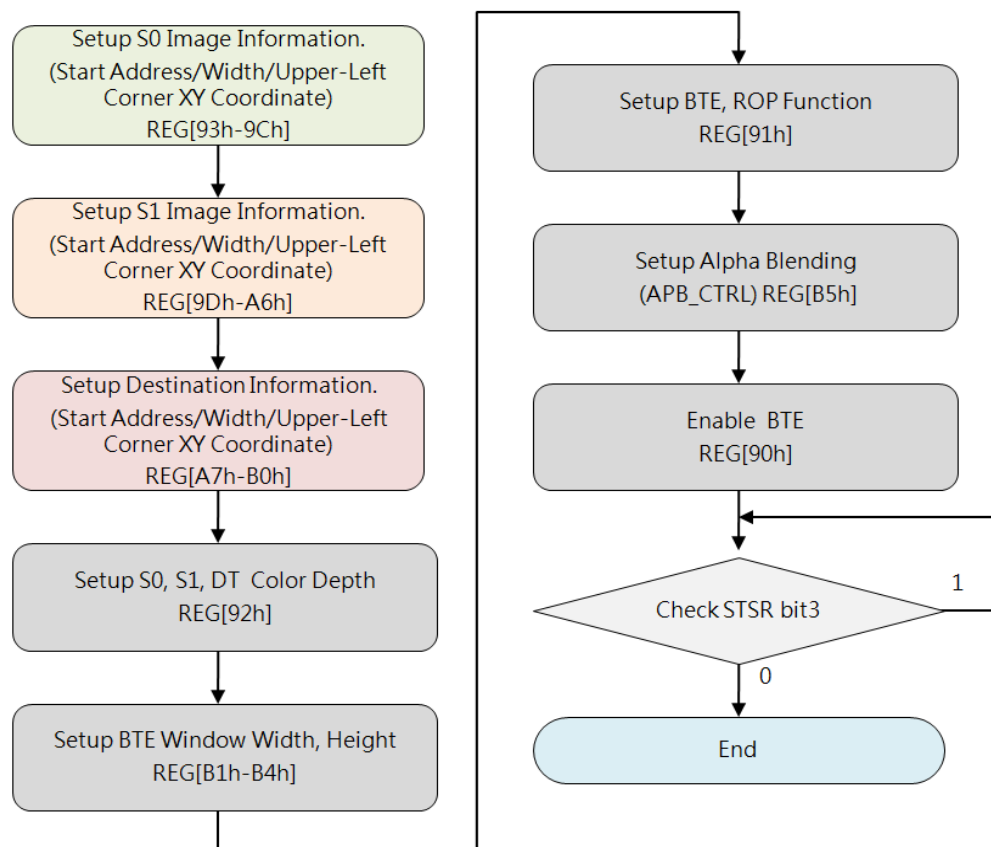 Setup S0 Image Information.
(Start Address/Width/Upper-Left
Corner XY Coordinate)
REG[93h-9Ch]
Setup S1 Image Information.
(Start Address/Width/Upper-Left
Corner XY Coordinate)
REG[9Dh-A6h]
Setup Destination Information.
(Start Address/Width/Upper-Left
Corner XY Coordinate)
REG[A7h-B0h]
Setup S0, S1, DT Color Depth
REG[92h]
Setup BTE Window Width, Height
REG[B1h-B4h]
Setup BTE, ROP Function
REG[91h]
Setup Alpha Blending
(APB_CTRL) REG[B5h]
Enable BTE
REG[90h]
Check STSR bit3
1
0
End